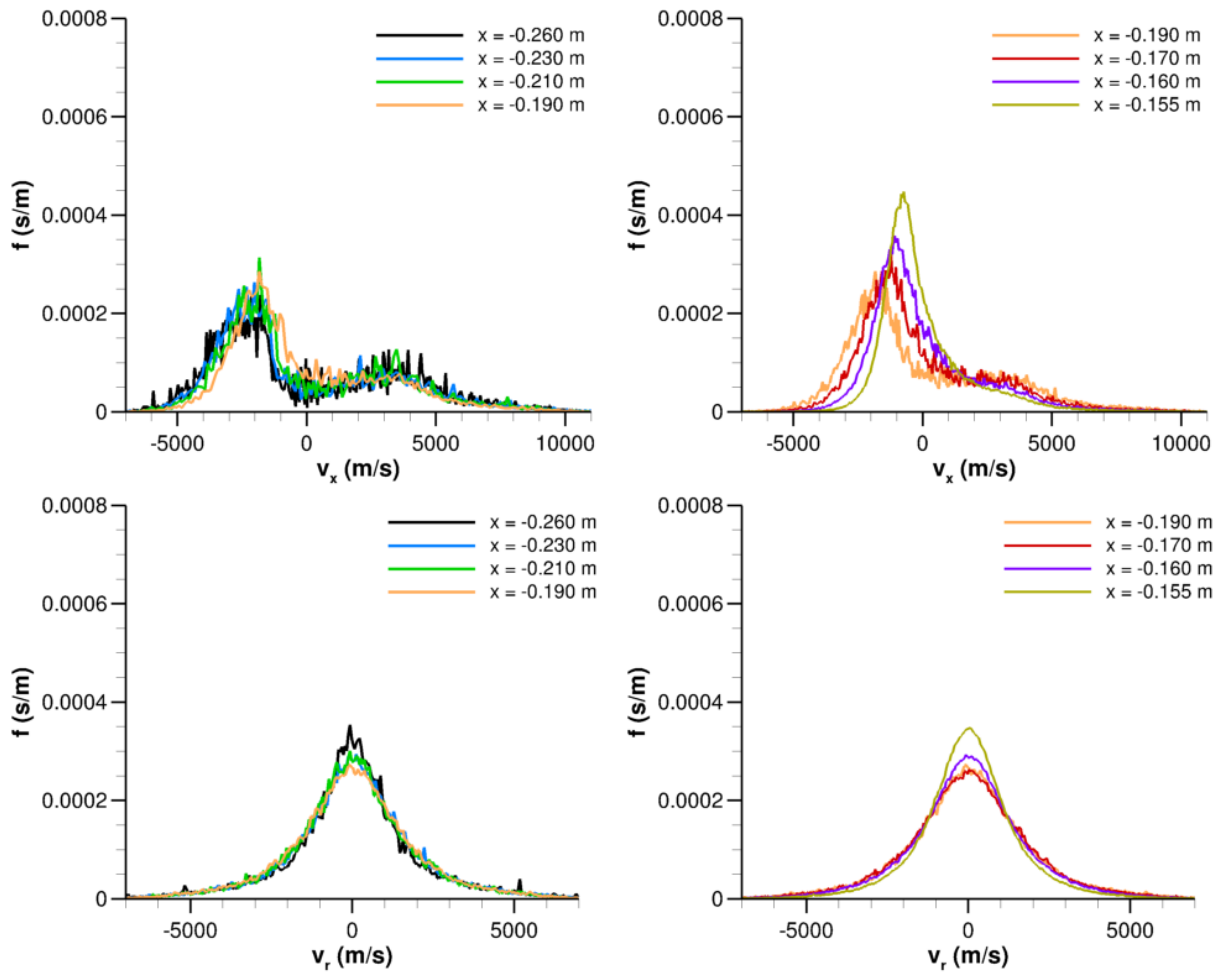 0.0008
0.0006
0.0004
0.0002
0
f (s/m)
-5000
0
5000
10000
v_x (m/s)
x = -0.260 m
x = -0.230 m
x = -0.210 m
x = -0.190 m
0.0008
0.0006
0.0004
0.0002
0
f (s/m)
-5000
0
5000
10000
v_x (m/s)
x = -0.190 m
x = -0.170 m
x = -0.160 m
x = -0.155 m
0.0008
0.0006
0.0004
0.0002
0
f (s/m)
-5000
0
5000
v_r (m/s)
x = -0.260 m
x = -0.230 m
x = -0.210 m
x = -0.190 m
0.0008
0.0006
0.0004
0.0002
0
f (s/m)
-5000
0
5000
v_r (m/s)
x = -0.190 m
x = -0.170 m
x = -0.160 m
x = -0.155 m